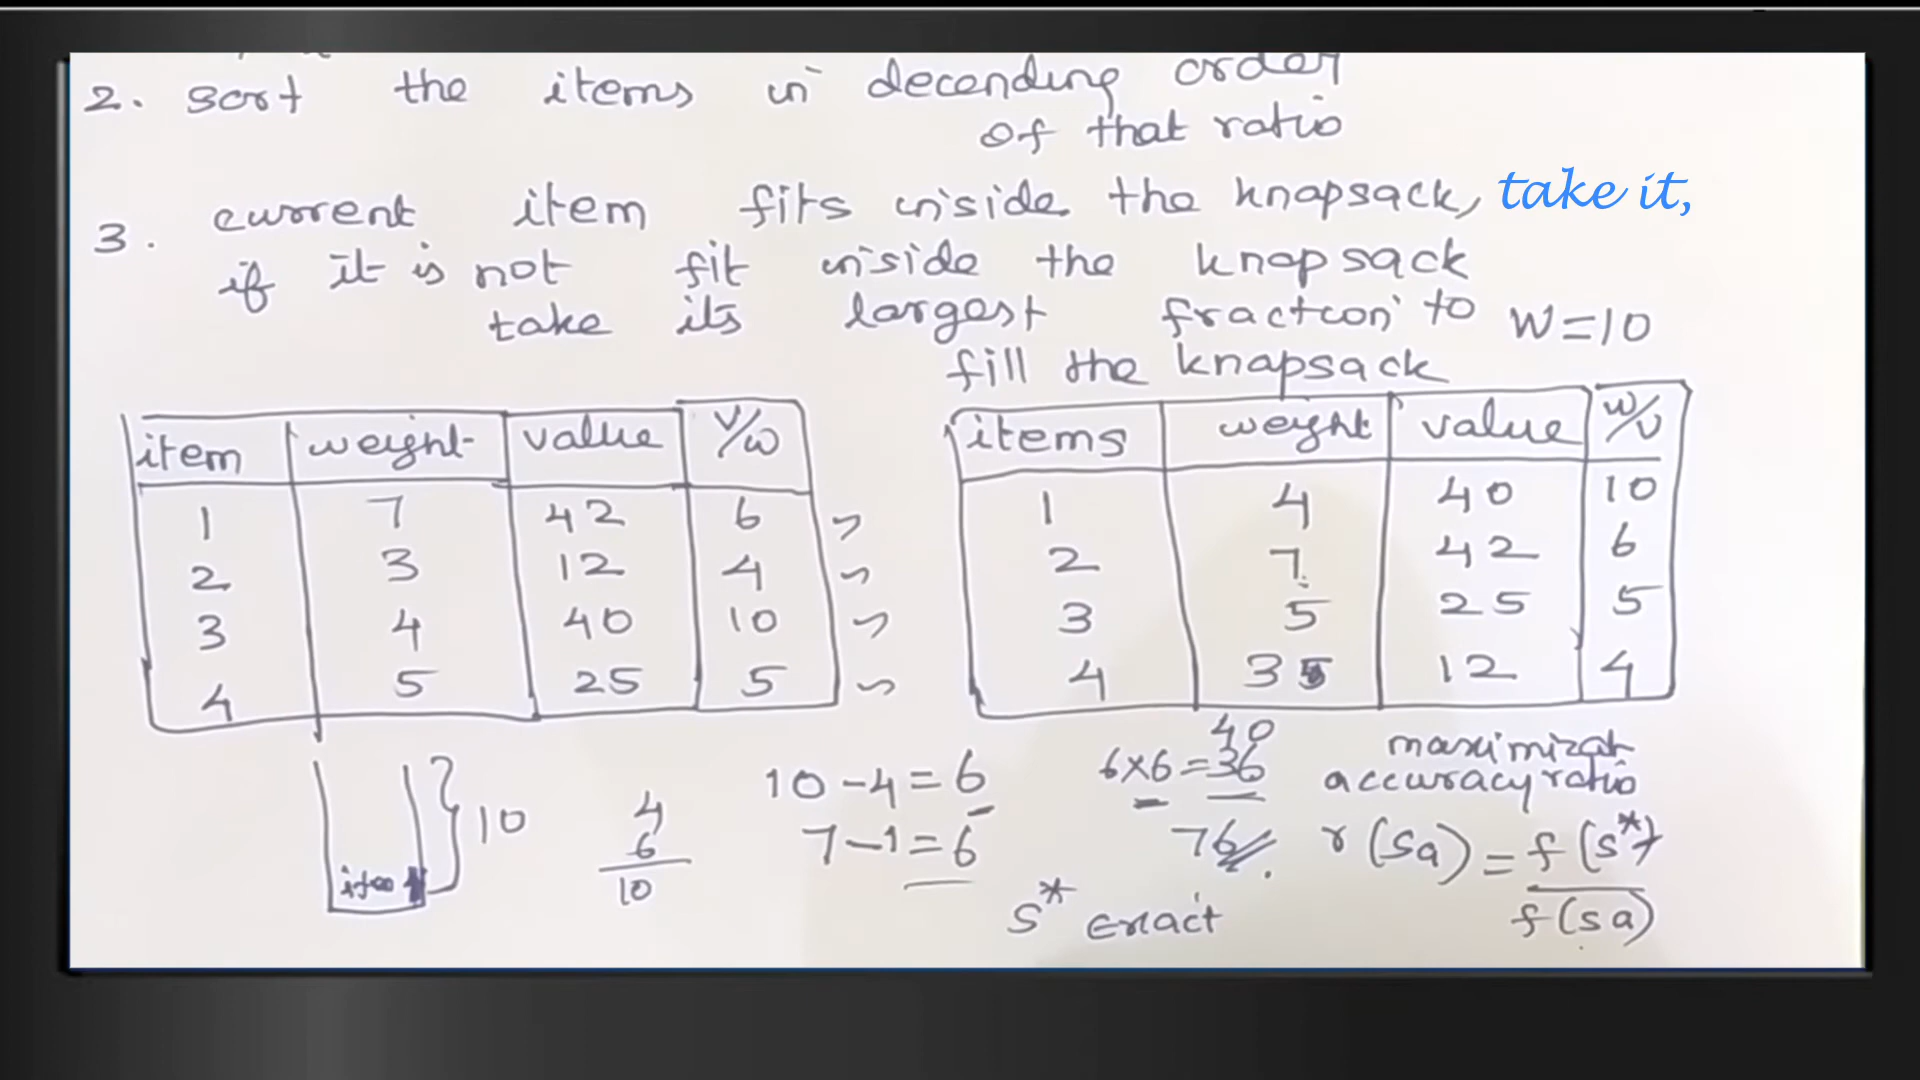 2. sort the items in decending order
of that ratio
3. current item fits inside the knapsack, take it,
if it is not fit inside the knapsack
take its largest fraction to
fill the knapsack
W=10
item weight value V/w
1 7 42 6
2 3 12 4
3 4 40 10
4 5 25 5
items weight value w/v
1 4 40 10
2 7 42 6
3 5 25 5
4 3 12 4
10
4
6
10
10-4=6
7-1=6
40
6x6=36
76
S* exact
maximizat
accuracy ratio
r(sa)=f(s*)
f(sa)